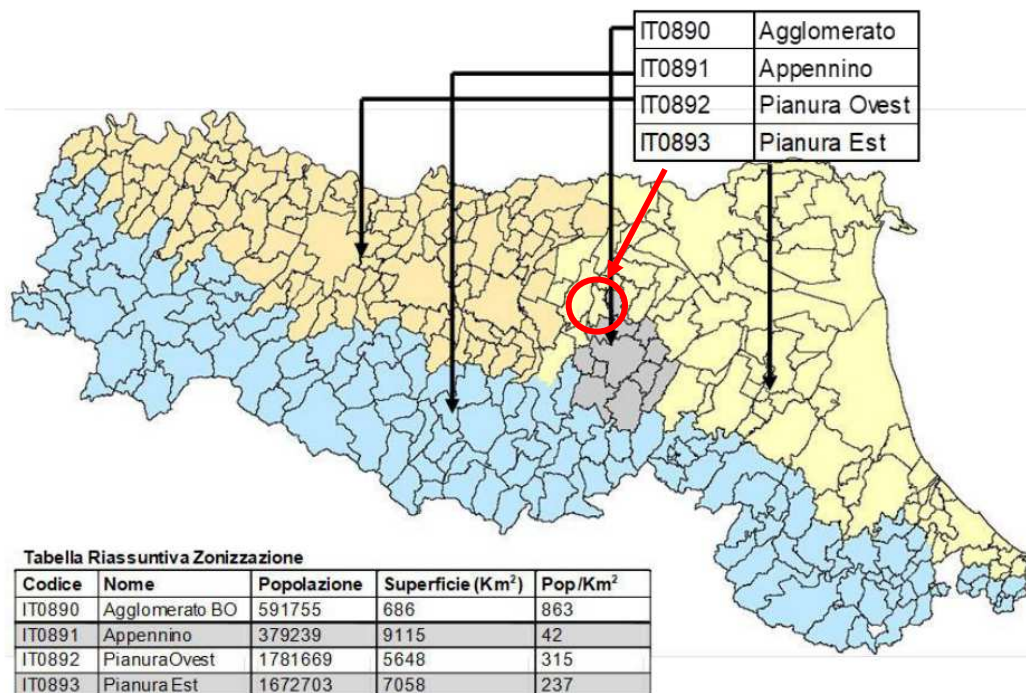 IT0890 Agglomerato
IT0891 Appennino
IT0892 Pianura Ovest
IT0893 Pianura Est
Tabella Riassuntiva Zonizzazione
Codice Nome Popolazione Superficie (Km²) Pop/Km²
IT0890 Agglomerato BO 591755 686 863
IT0891 Appennino 379239 9115 42
IT0892 PianuraOvest 1781669 5648 315
IT0893 Pianura Est 1672703 7058 237